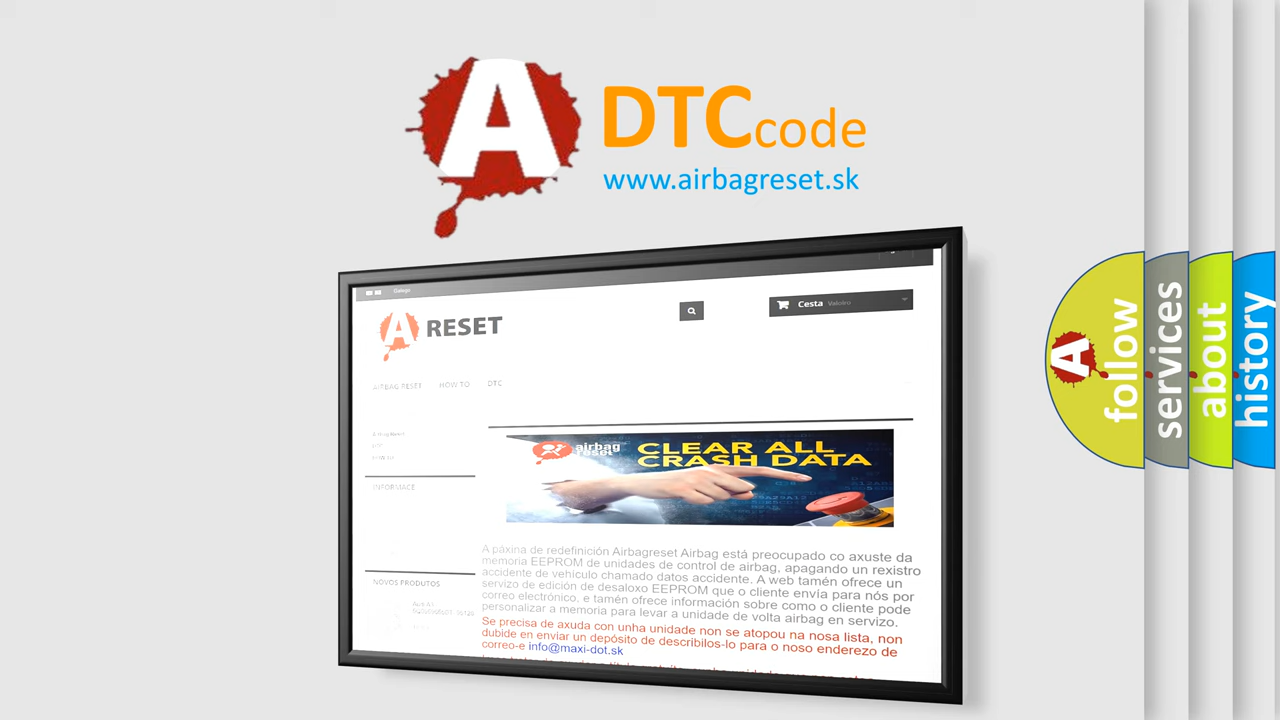 A
DTCcode
www.airbagreset.sk
Galego
A RESET
Cesta Valeiro
AIRBAG RESET HOW TO DTC
INFORMACE
NOVOS PRODUTOS
airbag
reset
CLEAR ALL
CRASH DATA
A páxina de redefinición Airbagreset Airbag está preocupado co axuste da
memoria EEPROM de unidades de control de airbag, apagando un rexistro
accidente de vehículo chamado datos accidente. A web tamén ofrece un
servizo de edición de desaloxo EEPROM que o cliente envía para nós por
correo electrónico, e tamén ofrece información sobre como o cliente pode
personalizar a memoria para levar a unidade de volta airbag en servizo.
Se precisa de axuda con unha unidade non se atopou na nosa lista, non
dubide en enviar un depósito de describilos-lo para o noso enderezo de
correo-e info@maxi-dot.sk
A
follow
services
about
history